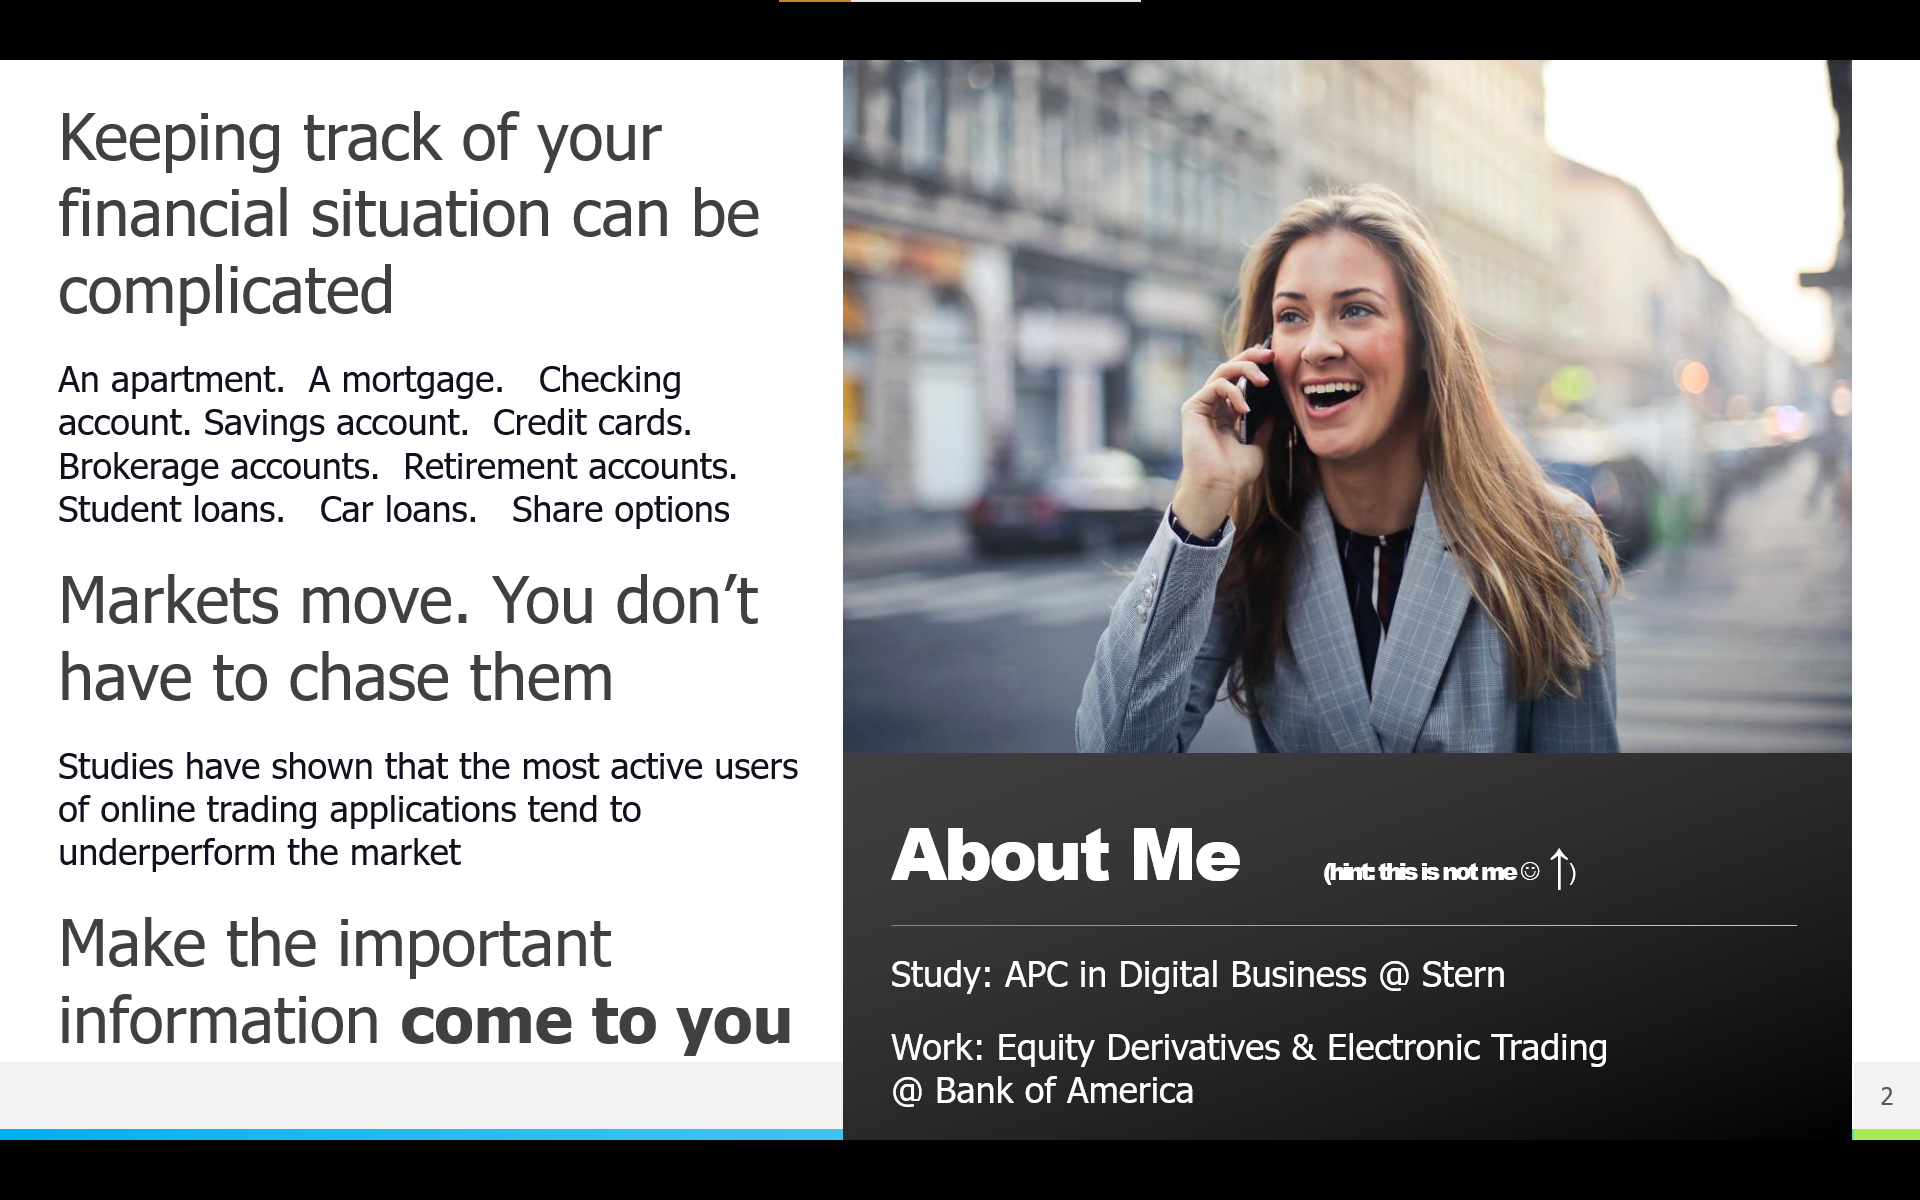 Keeping track of your
financial situation can be
complicated
An apartment.  A mortgage.   Checking
account. Savings account.  Credit cards.
Brokerage accounts.  Retirement accounts.
Student loans.   Car loans.   Share options
Markets move. You don’t
have to chase them
Studies have shown that the most active users
of online trading applications tend to
underperform the market
Make the important
information come to you
About Me (hint: this is not me☺ ↑)
Study: APC in Digital Business @ Stern
Work: Equity Derivatives & Electronic Trading
@ Bank of America
2